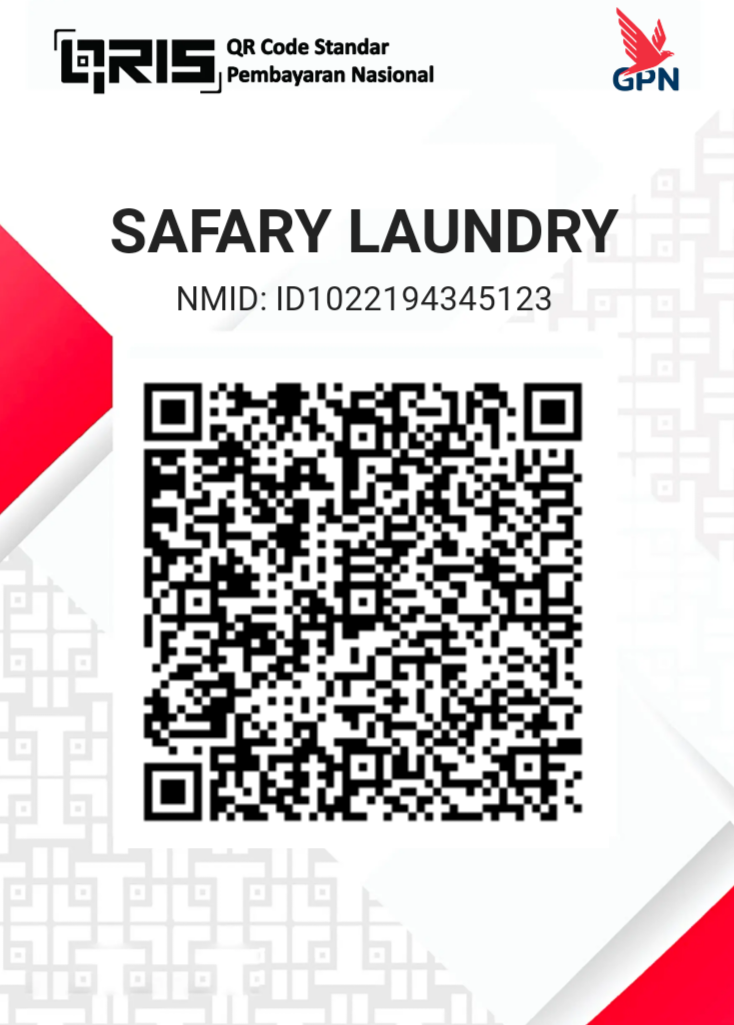 QRIS QR Code Standar
Pembayaran Nasional
GPN
SAFARY LAUNDRY
NMID: ID1022194345123